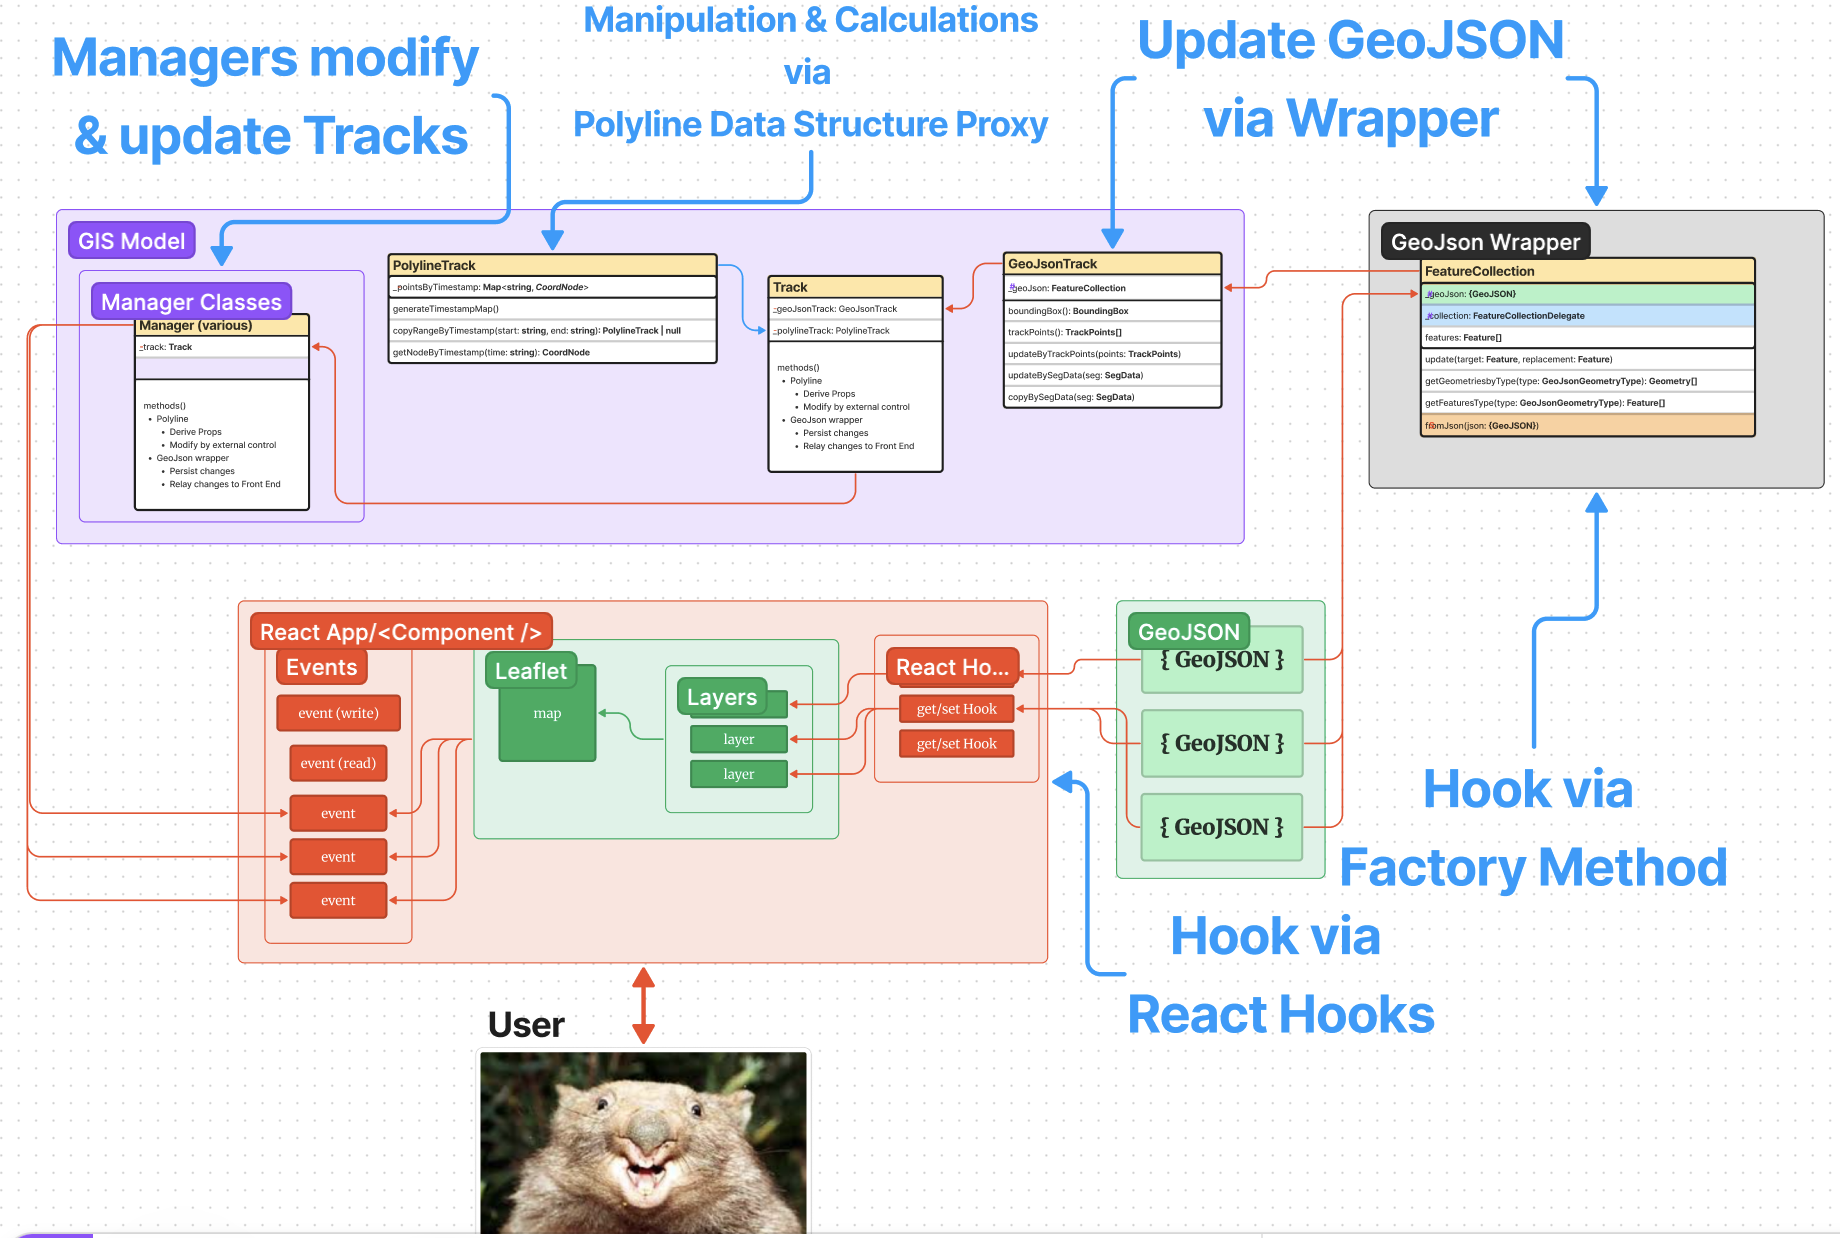 Managers modify
& update Tracks
Manipulation & Calculations
via
Polyline Data Structure Proxy
Update GeoJSON
via Wrapper
GIS Model
Manager Classes
Manager (various)
_track: Track
methods()
• Polyline
• Derive Props
• Modify by external control
• GeoJson wrapper
• Persist changes
• Relay changes to Front End
PolylineTrack
_pointsByTimestamp: Map<string, CoordNode>
generateTimestampMap()
copyRangeByTimestamp(start: string, end: string): PolylineTrack | null
getNodeByTimestamp(time: string): CoordNode
Track
_geoJsonTrack: GeoJsonTrack
_polylineTrack: PolylineTrack
methods()
• Polyline
• Derive Props
• Modify by external control
• GeoJson wrapper
• Persist changes
• Relay changes to Front End
GeoJsonTrack
_geoJson: FeatureCollection
boundingBox(): BoundingBox
trackPoints(): TrackPoints[]
updateByTrackPoints(points: TrackPoints)
updateBySegData(seg: SegData)
copyBySegData(seg: SegData)
GeoJson Wrapper
FeatureCollection
_geoJson: {GeoJSON}
_collection: FeatureCollectionDelegate
features: Feature[]
update(target: Feature, replacement: Feature)
getGeometriesbyType(type: GeoJsonGeometryType): Geometry[]
getFeaturesType(type: GeoJsonGeometryType): Feature[]
fromJson(json: {GeoJSON})
React App/<Component />
Events
event (write)
event (read)
event
event
event
Leaflet
map
Layers
layer
layer
React Ho...
get/set Hook
get/set Hook
GeoJSON
{ GeoJSON }
{ GeoJSON }
{ GeoJSON }
Hook via
Factory Method
Hook via
React Hooks
User